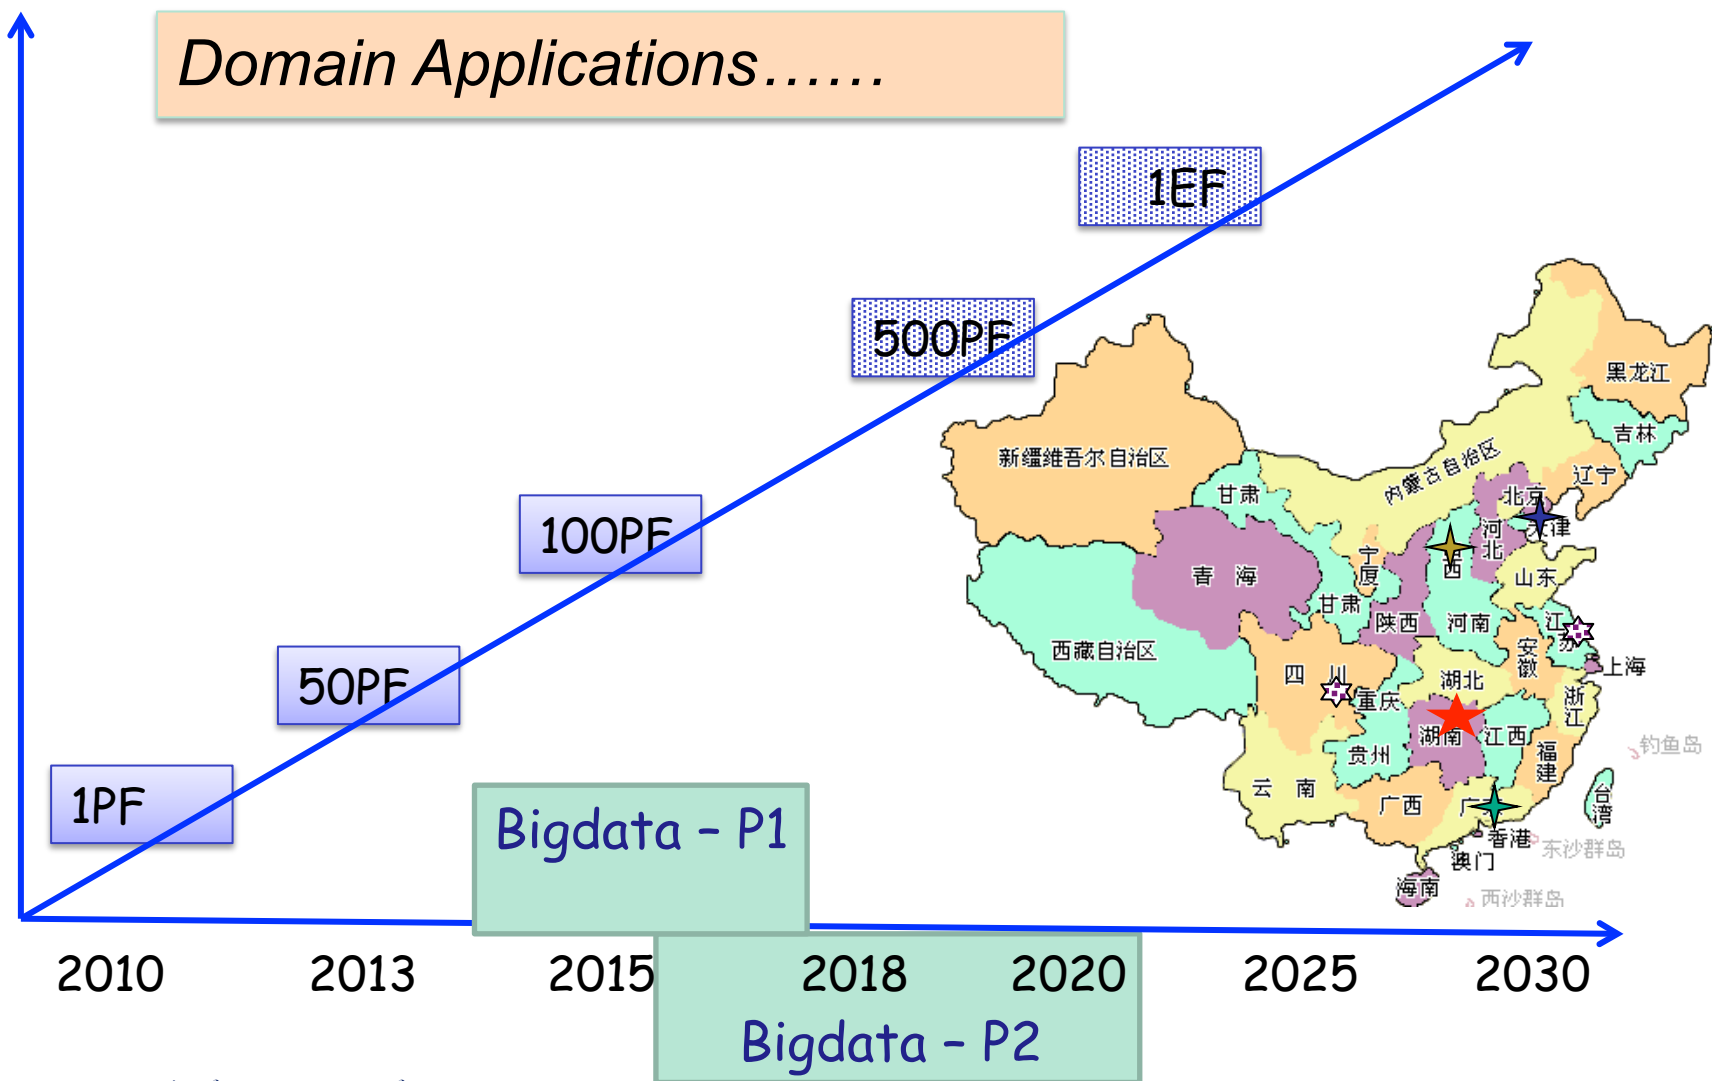 Domain Applications……
1EF
500PF
100PF
50PF
1PF
Bigdata – P1
2010
2013
2015
2018
2020
2025
2030
Bigdata – P2
黑龙江
吉林
辽宁
内蒙古自治区
新疆维吾尔自治区
甘肃
北京
天津
河北
宁厦
西
山东
青 海
甘肃
陕西
河南
江苏
西藏自治区
安徽
上海
四 川
重庆
湖北
浙江
湖南
江西
贵州
福建
钓鱼岛
云 南
广西
广
台湾
香港
澳门
东沙群岛
海南
西沙群岛